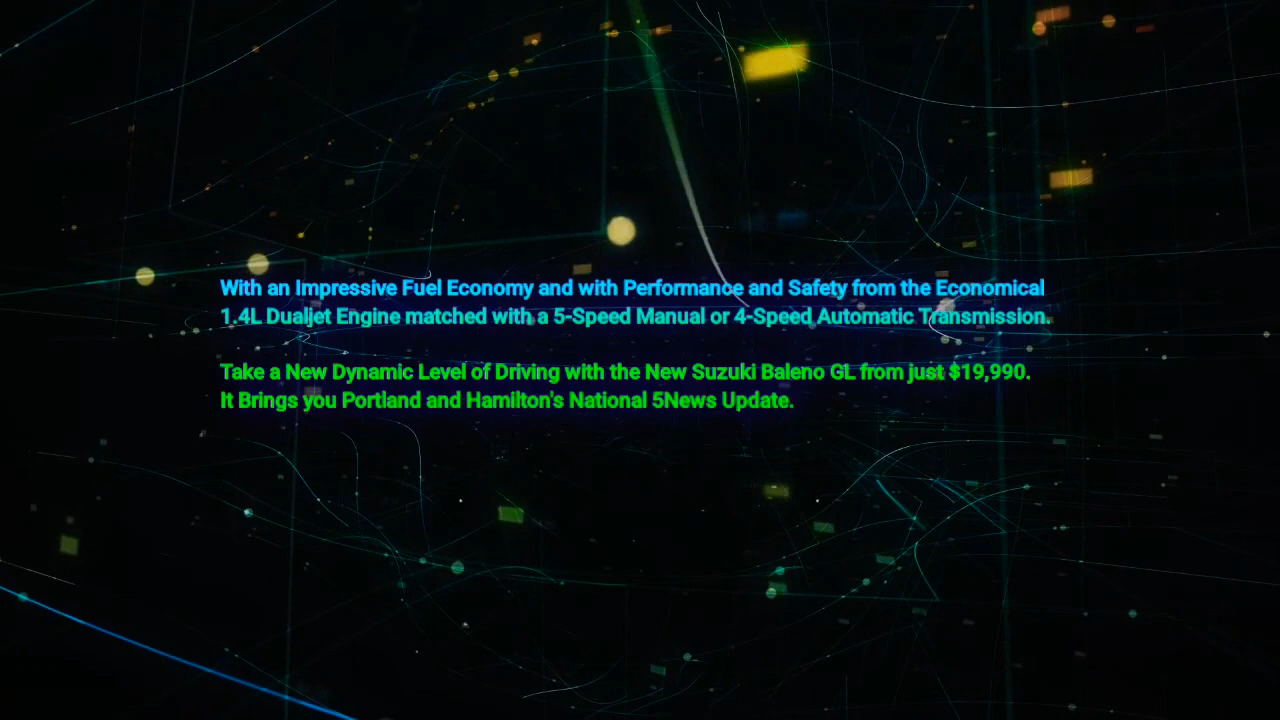 With an Impressive Fuel Economy and with Performance and Safety from the Economical
1.4L Dualjet Engine matched with a 5-Speed Manual or 4-Speed Automatic Transmission.
Take a New Dynamic Level of Driving with the New Suzuki Baleno GL from just $19,990.
It Brings you Portland and Hamilton's National 5News Update.